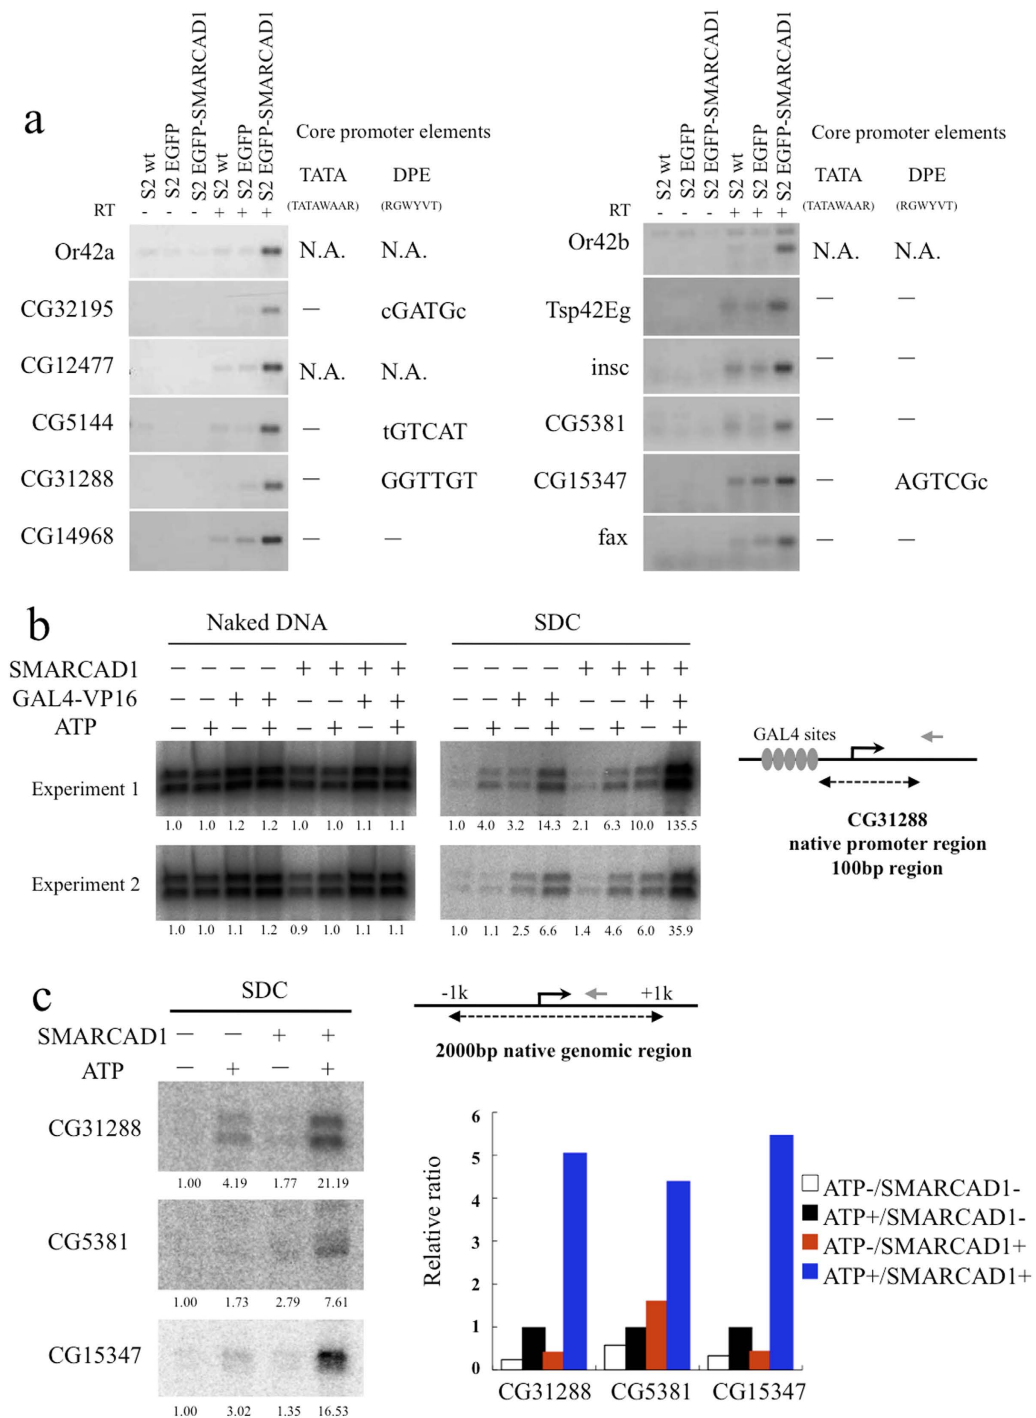 a
S2 wt
S2 EGFP
S2 EGFP-SMARCAD1
S2 wt
S2 EGFP
S2 EGFP-SMARCAD1
Core promoter elements
TATA DPE
(TATAWAAR) (RGWYVT)
RT - - - + + +
Or42a N.A. N.A.
CG32195 — cGATGc
CG12477 N.A. N.A.
CG5144 — tGTCAT
CG31288 — GGTTGT
CG14968 — —
S2 wt
S2 EGFP
S2 EGFP-SMARCAD1
S2 wt
S2 EGFP
S2 EGFP-SMARCAD1
Core promoter elements
TATA DPE
(TATAWAAR) (RGWYVT)
RT - - - + + +
Or42b N.A. N.A.
Tsp42Eg — —
insc — —
CG5381 — —
CG15347 — AGTCGc
fax — —
b
Naked DNA SDC
SMARCAD1 — — — — + + + + — — — — + + + +
GAL4-VP16 — — + + — — + + — — + + — — + +
ATP — + — + — + — + — + — + — + — +
Experiment 1
1.0 1.0 1.2 1.2 1.0 1.0 1.1 1.1 1.0 4.0 3.2 14.3 2.1 6.3 10.0 135.5
Experiment 2
1.0 1.0 1.1 1.2 0.9 1.0 1.1 1.1 1.0 1.1 2.5 6.6 1.4 4.6 6.0 35.9
GAL4 sites
CG31288
native promoter region
100bp region
c
SDC
SMARCAD1 — — + +
ATP — + — +
CG31288
1.00 4.19 1.77 21.19
CG5381
1.00 1.73 2.79 7.61
CG15347
1.00 3.02 1.35 16.53
-1k +1k
2000bp native genomic region
Relative ratio
6
5
4
3
2
1
0
CG31288 CG5381 CG15347
ATP-/SMARCAD1-
ATP+/SMARCAD1-
ATP-/SMARCAD1+
ATP+/SMARCAD1+